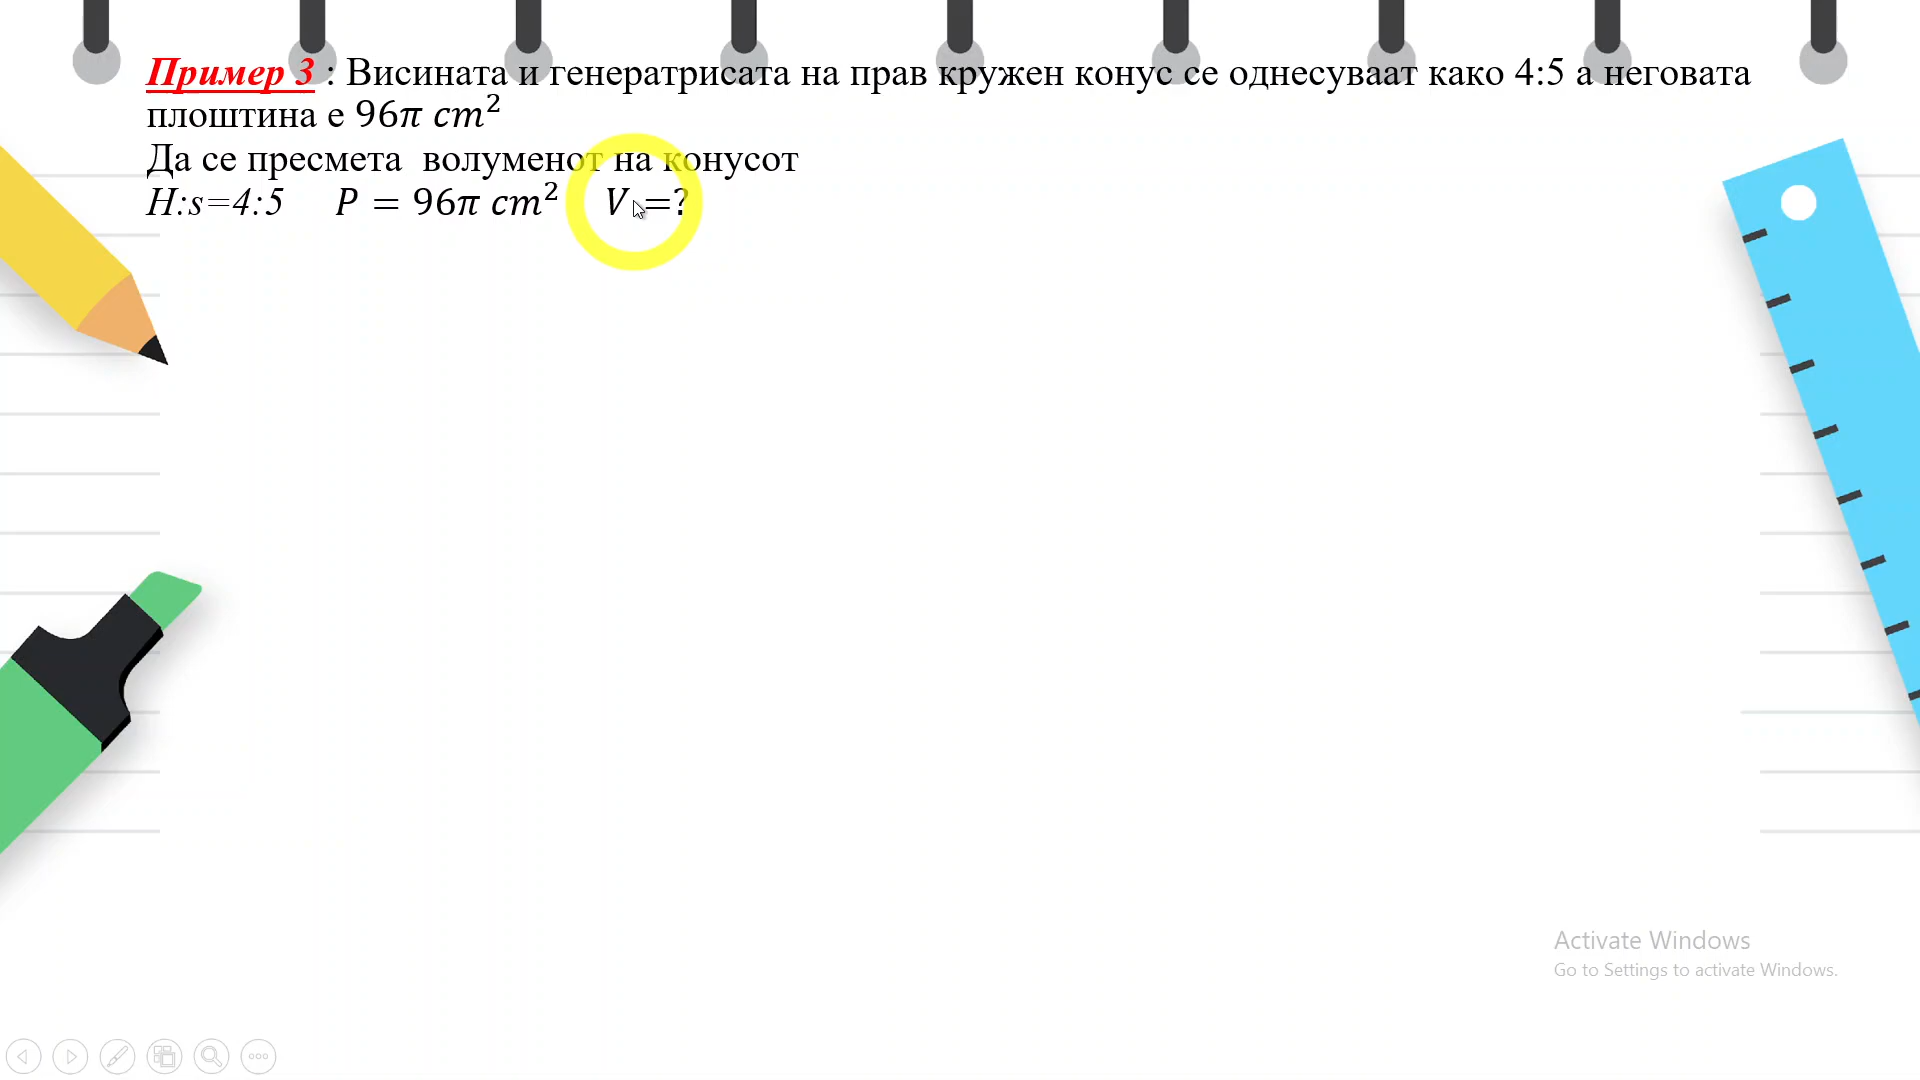 Пример 3 : Висината и генератрисата на прав кружен конус се однесуваат како 4:5 а неговата
плоштина е 96π cm²
Да се пресмета волуменот на конусот
H:s=4:5 P = 96π cm² V =?
Activate Windows
Go to Settings to activate Windows.